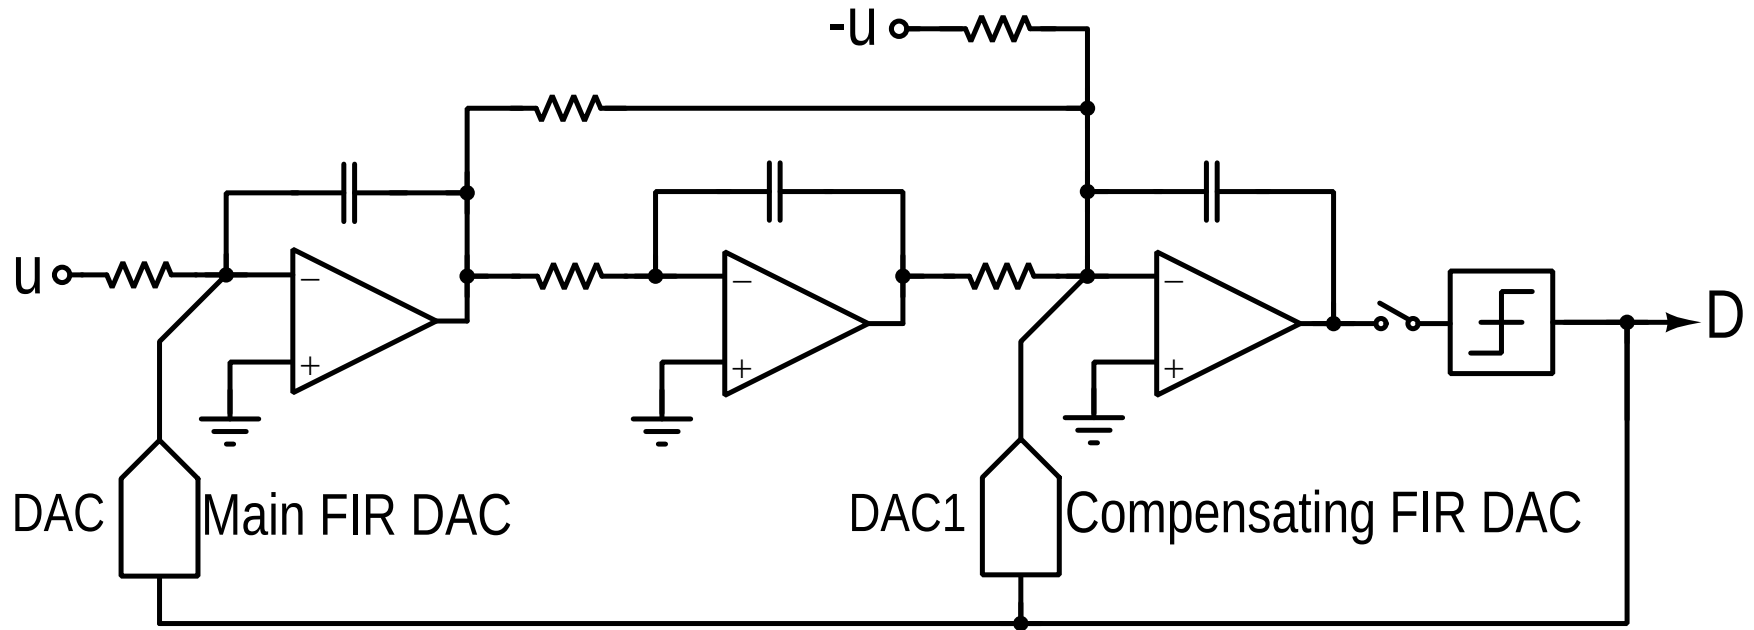 -u
u
D
DAC
Main FIR DAC
DAC1
Compensating FIR DAC